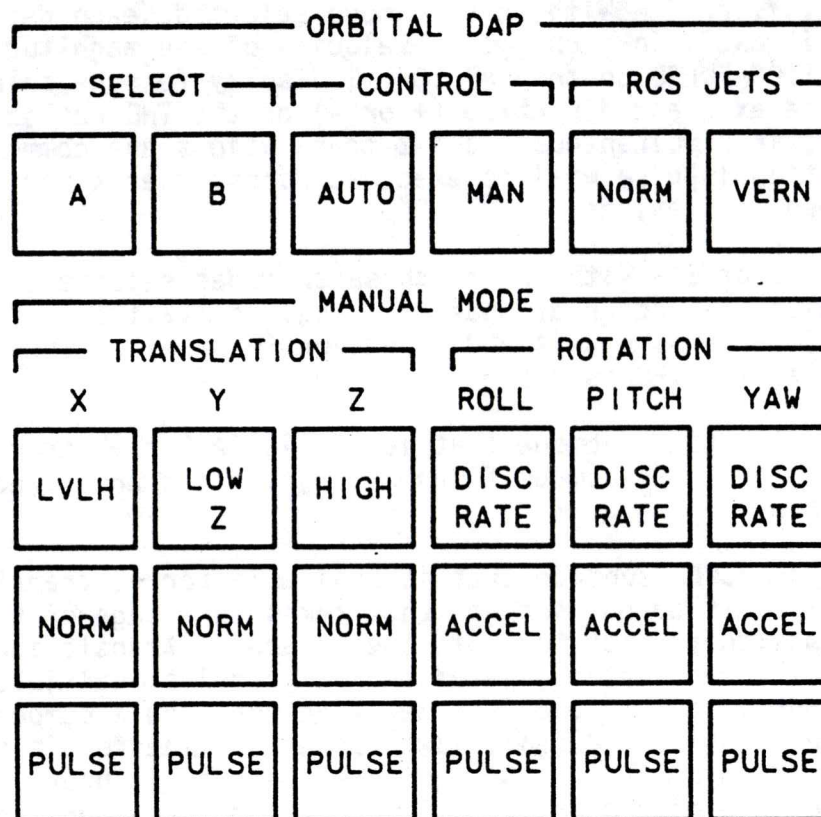 ORBITAL DAP
SELECT CONTROL RCS JETS
A B AUTO MAN NORM VERN
MANUAL MODE
TRANSLATION ROTATION
X Y Z ROLL PITCH YAW
LVLH LOW Z HIGH DISC RATE DISC RATE DISC RATE
NORM NORM NORM ACCEL ACCEL ACCEL
PULSE PULSE PULSE PULSE PULSE PULSE